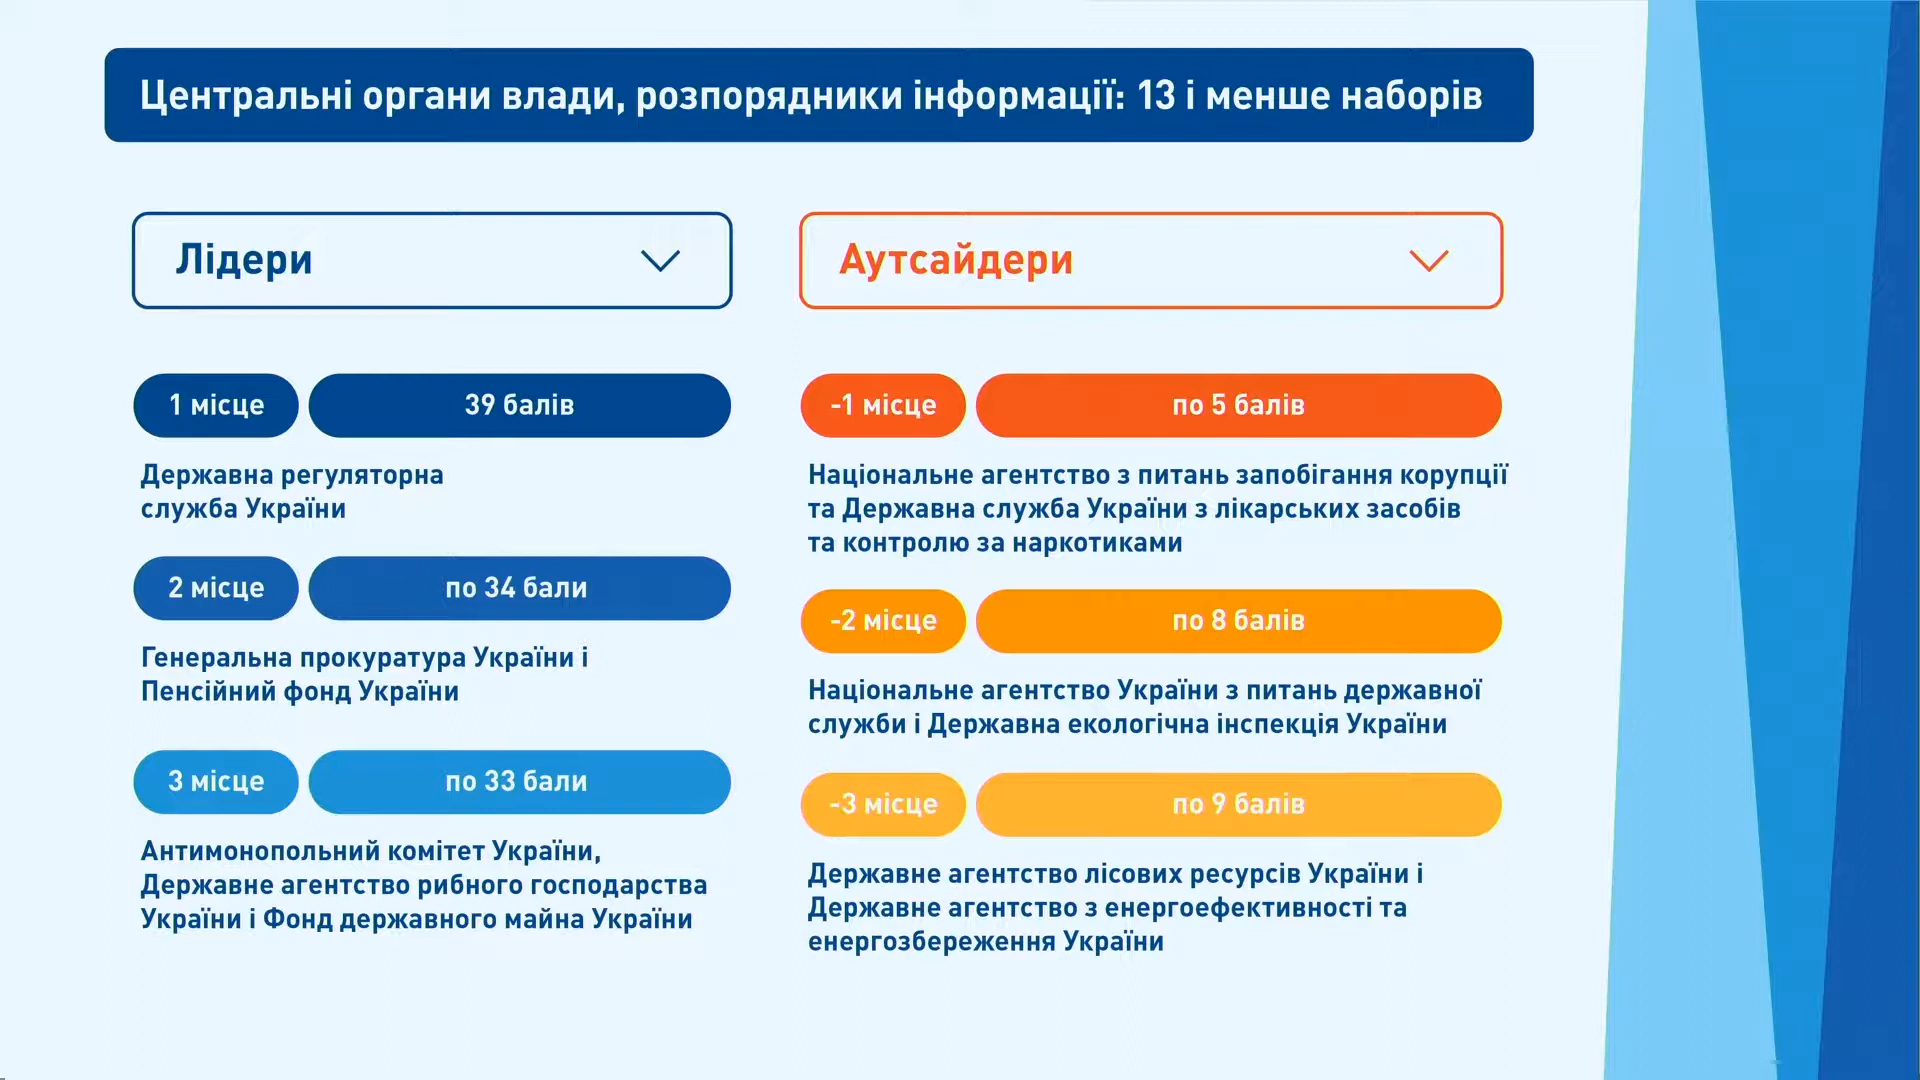 Центральні органи влади, розпорядники інформації: 13 і менше наборів
Лідери
1 місце
39 балів
Державна регуляторна
служба України
2 місце
по 34 бали
Генеральна прокуратура України і
Пенсійний фонд України
3 місце
по 33 бали
Антимонопольний комітет України,
Державне агентство рибного господарства
України і Фонд державного майна України
Аутсайдери
-1 місце
по 5 балів
Національне агентство з питань запобігання корупції
та Державна служба України з лікарських засобів
та контролю за наркотиками
-2 місце
по 8 балів
Національне агентство України з питань державної
служби і Державна екологічна інспекція України
-3 місце
по 9 балів
Державне агентство лісових ресурсів України і
Державне агентство з енергоефективності та
енергозбереження України